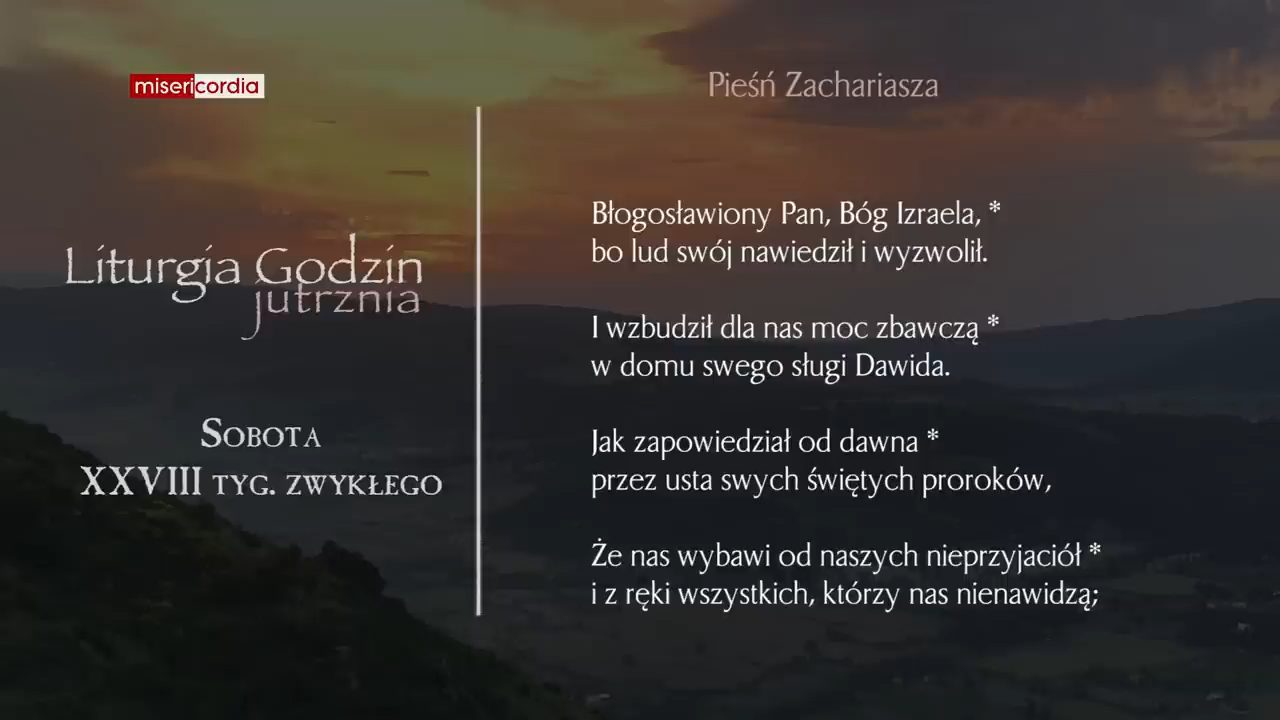 misericordia
Pieśń Zachariasza
Liturgia Godzin
jutrznia
Sobota
XXVIII tyg. zwykłego
Błogosławiony Pan, Bóg Izraela, *
bo lud swój nawiedził i wyzwolił.
I wzbudził dla nas moc zbawczą *
w domu swego sługi Dawida.
Jak zapowiedział od dawna *
przez usta swych świętych proroków,
Że nas wybawi od naszych nieprzyjaciół *
i z ręki wszystkich, którzy nas nienawidzą;